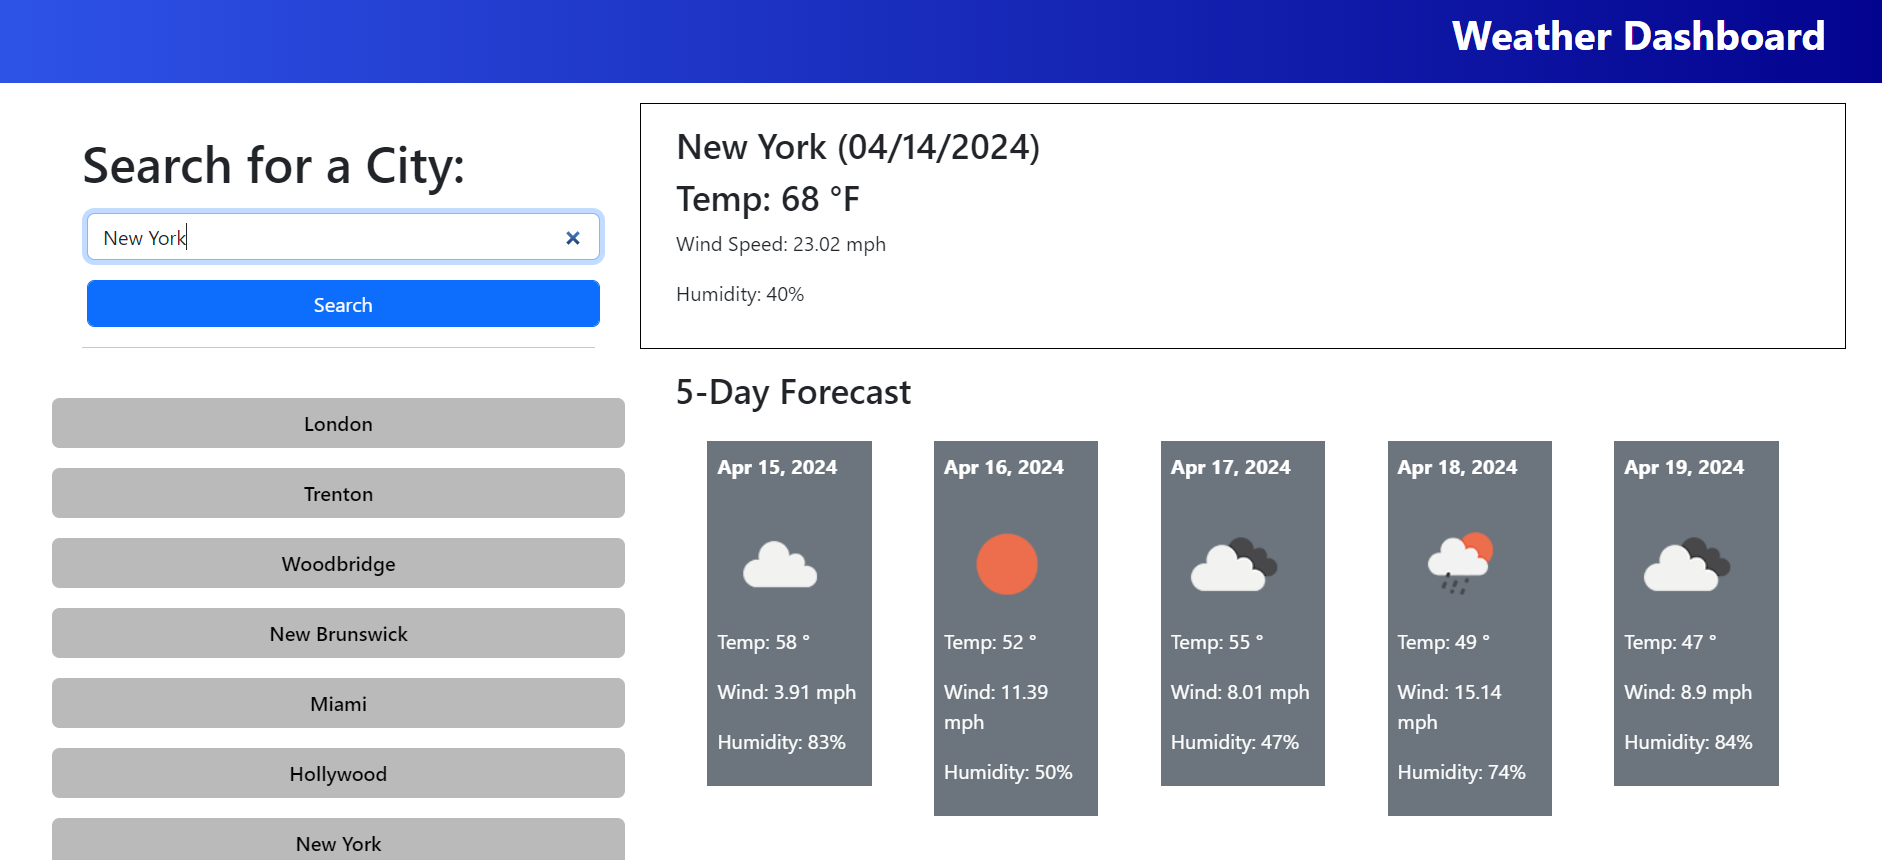 Weather Dashboard
Search for a City:
New York
Search
London
Trenton
Woodbridge
New Brunswick
Miami
Hollywood
New York
New York (04/14/2024)
Temp: 68 °F
Wind Speed: 23.02 mph
Humidity: 40%
5-Day Forecast
Apr 15, 2024
Temp: 58 °
Wind: 3.91 mph
Humidity: 83%
Apr 16, 2024
Temp: 52 °
Wind: 11.39
mph
Humidity: 50%
Apr 17, 2024
Temp: 55 °
Wind: 8.01 mph
Humidity: 47%
Apr 18, 2024
Temp: 49 °
Wind: 15.14
mph
Humidity: 74%
Apr 19, 2024
Temp: 47 °
Wind: 8.9 mph
Humidity: 84%